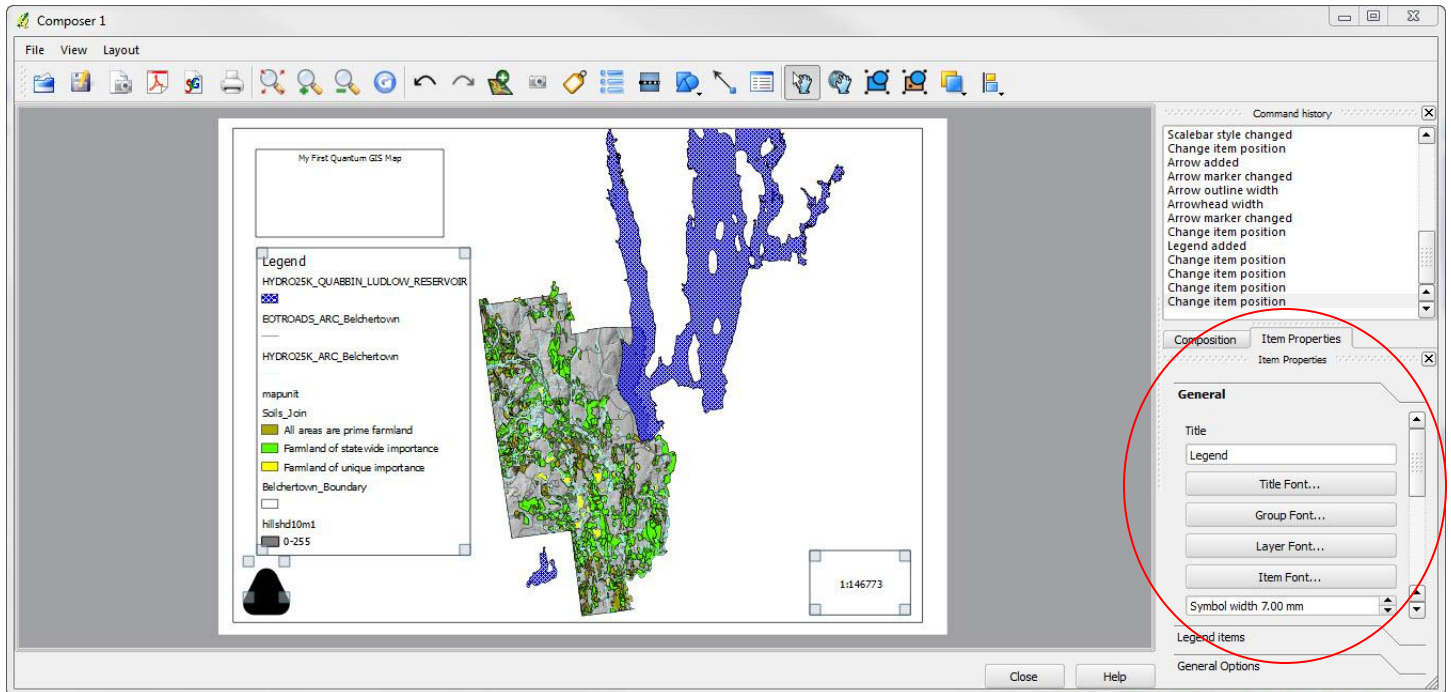 Composer 1
File View Layout
My First Quantum GIS Map
Legend
HYDRO25K_QUABBIN_LUDLOW_RESERVOIR
EOTROADS_ARC_Belchertown
HYDRO25K_ARC_Belchertown
mapunit
Soils_Join
All areas are prime farmland
Farmland of statewide importance
Farmland of unique importance
Belchertown_Boundary
hillshd10m1
0-255
1:146773
Command history
Scalebar style changed
Change item position
Arrow added
Arrow marker changed
Arrow outline width
Arrowhead width
Arrow marker changed
Change item position
Legend added
Change item position
Change item position
Change item position
Change item position
Composition Item Properties
Item Properties
General
Title
Legend
Title Font...
Group Font...
Layer Font...
Item Font...
Symbol width 7.00 mm
Legend items
General Options
Close Help